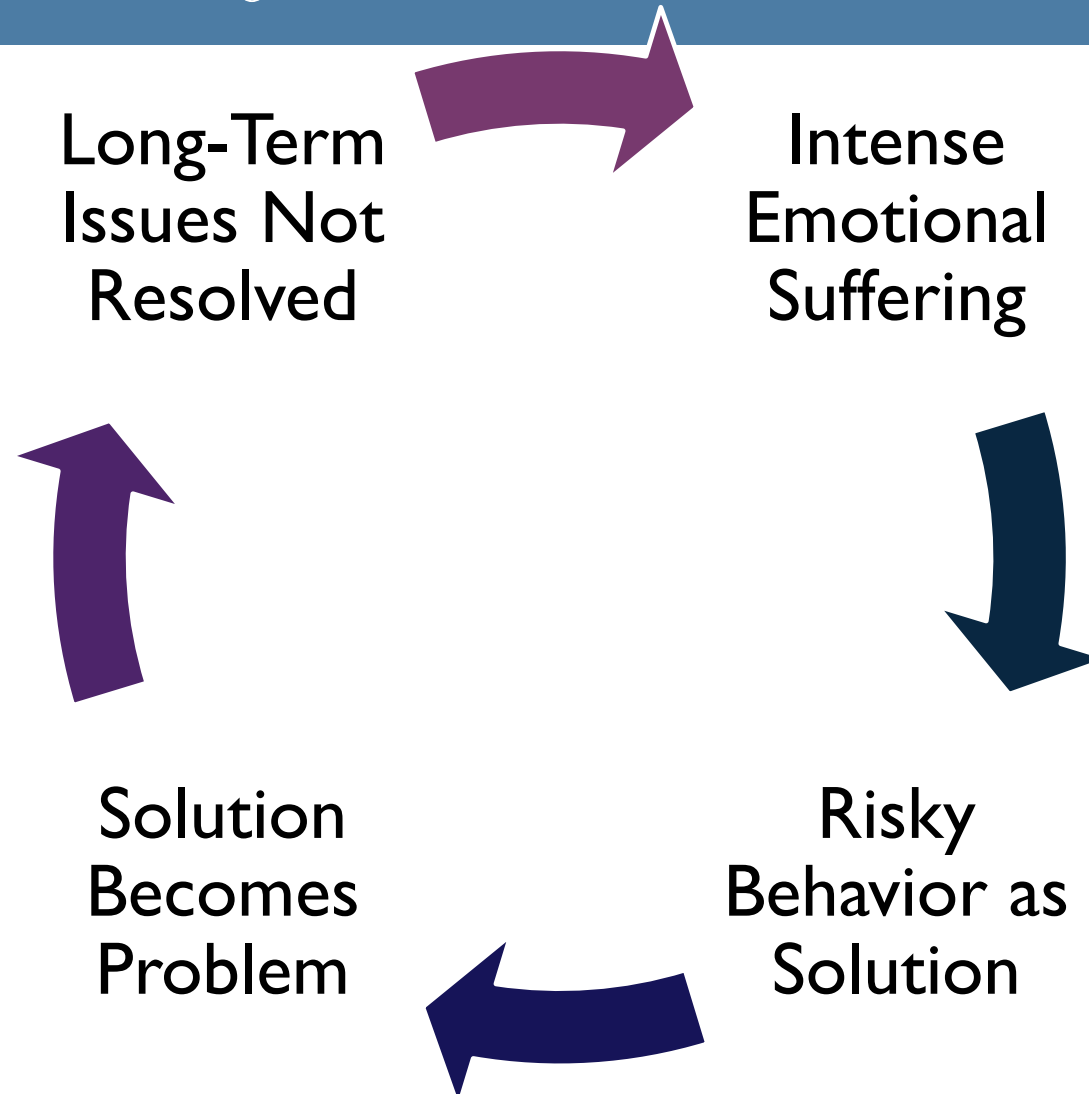 Long-Term
Issues Not
Resolved
Intense
Emotional
Suffering
Risky
Behavior as
Solution
Solution
Becomes
Problem